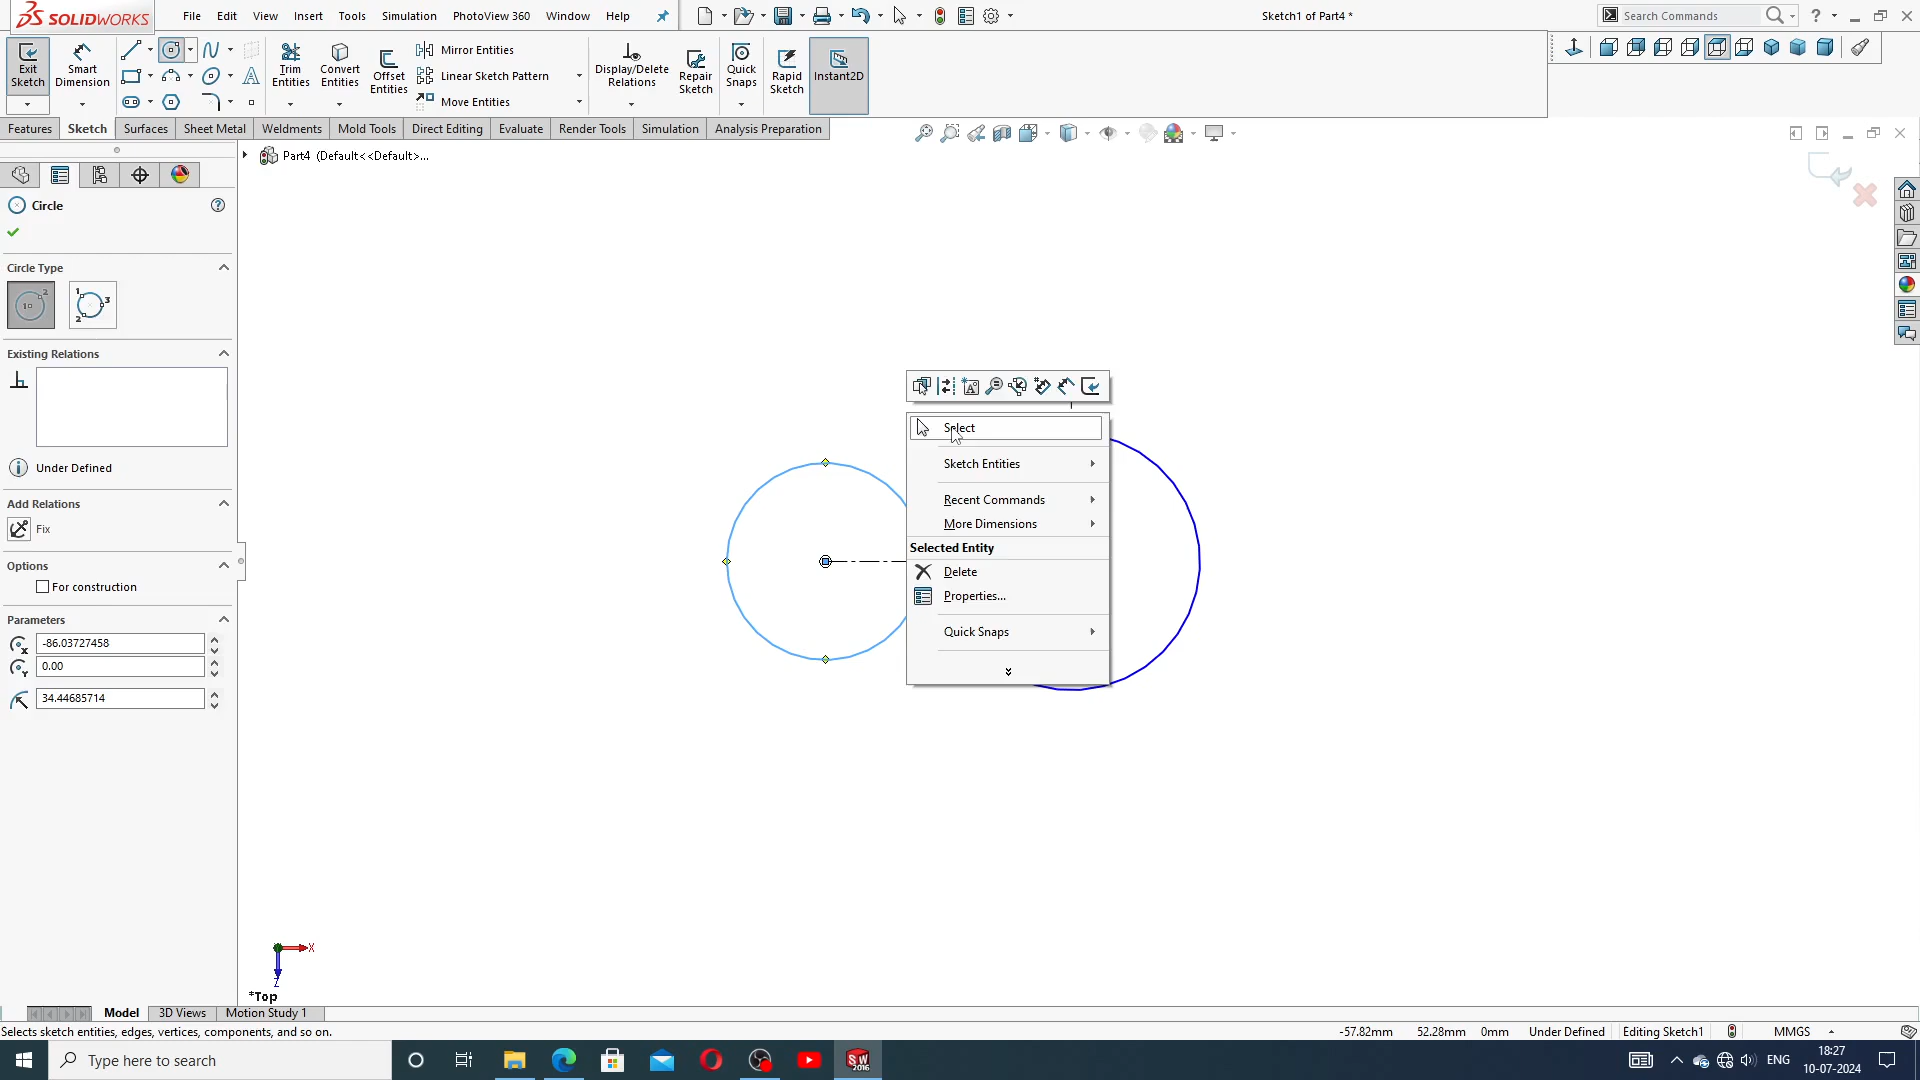 SOLIDWORKS
File Edit View Insert Tools Simulation PhotoView 360 Window Help
Sketch1 of Part4 *
Search Commands
Exit Sketch
Smart Dimension
Trim Entities
Convert Entities
Offset Entities
Mirror Entities
Linear Sketch Pattern
Move Entities
Display/Delete Relations
Repair Sketch
Quick Snaps
Rapid Sketch
Instant2D
Features Sketch Surfaces Sheet Metal Weldments Mold Tools Direct Editing Evaluate Render Tools Simulation Analysis Preparation
Part4 (Default<<Default>...
Circle
Circle Type
Existing Relations
Under Defined
Add Relations
Fix
Options
For construction
Parameters
-86.03727458
0.00
34.44685714
Select
Sketch Entities
Recent Commands
More Dimensions
Selected Entity
Delete
Properties...
Quick Snaps
X
Z
*Top
Model 3D Views Motion Study 1
Selects sketch entities, edges, vertices, components, and so on.
-57.82mm 52.28mm 0mm Under Defined Editing Sketch1 MMGS
Type here to search
SW
2016
ENG
18:27
10-07-2024